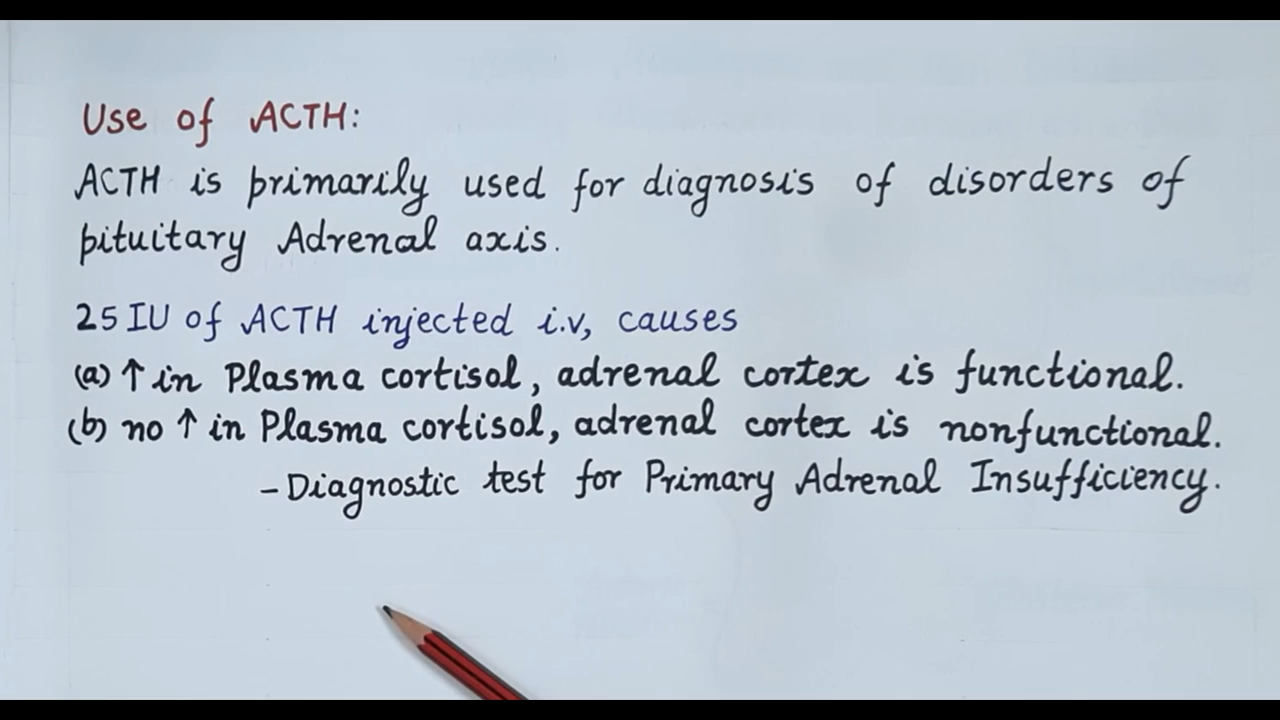 Use of ACTH:
ACTH is primarily used for diagnosis of disorders of
pituitary Adrenal axis.
25 IU of ACTH injected i.v, causes
(a) ↑ in Plasma cortisol, adrenal cortex is functional.
(b) no ↑ in Plasma cortisol, adrenal cortex is nonfunctional.
- Diagnostic test for Primary Adrenal Insufficiency.